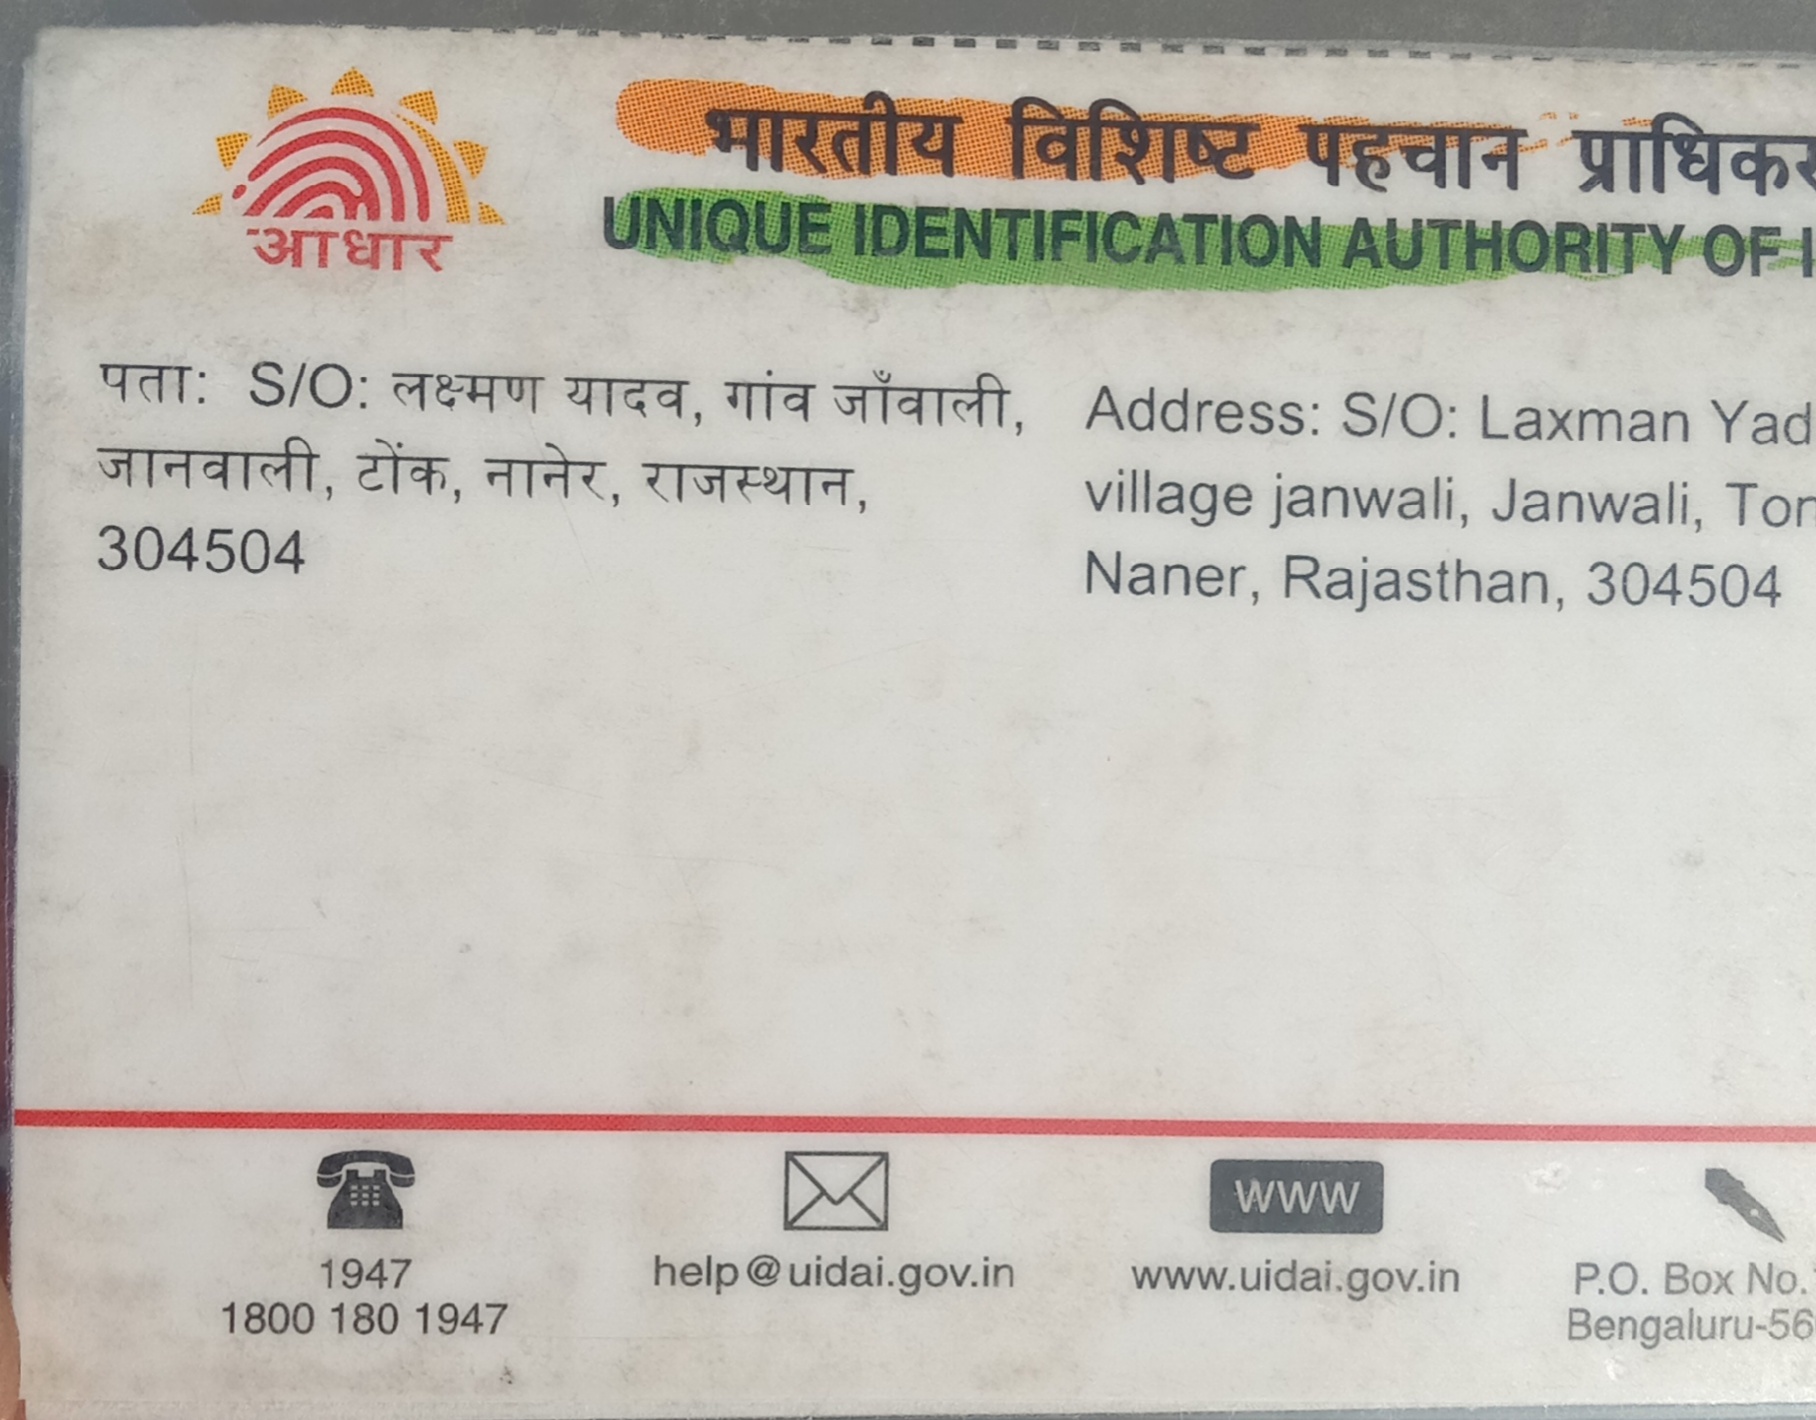 आधार
भारतीय विशिष्ट पहचान
UNIQUE IDENTIFICATION AUTHORITY OF
पता: S/O: लक्ष्मण यादव, गांव जाँवाली,
जानवाली, टोंक, नानेर, राजस्थान,
304504
Address: S/O: Laxman
village janwali, Janwali,
Naner, Rajasthan, 304504
1947
1800 180 1947
help@uidai.gov.in
www
www.uidai.gov.in
P.O. Box No.